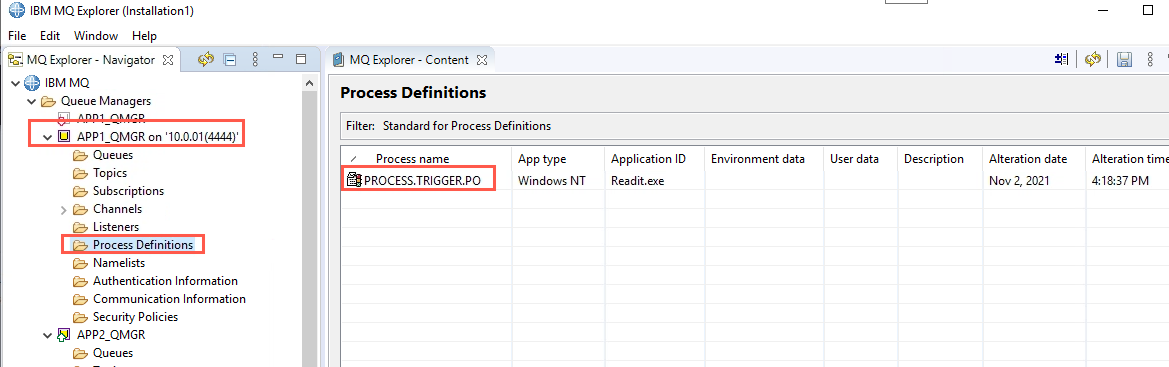 IBM MQ Explorer (Installation1)
File Edit Window Help
MQ Explorer - Navigator
IBM MQ
Queue Managers
APP1_QMGR
APP1_QMGR on '10.0.01(4444)'
Queues
Topics
Subscriptions
Channels
Listeners
Process Definitions
Namelists
Authentication Information
Communication Information
Security Policies
APP2_QMGR
Queues
MQ Explorer - Content
Process Definitions
Filter: Standard for Process Definitions
Process name App type Application ID Environment data User data Description Alteration date Alteration time
PROCESS.TRIGGER.PO Windows NT Readit.exe Nov 2, 2021 4:18:37 PM